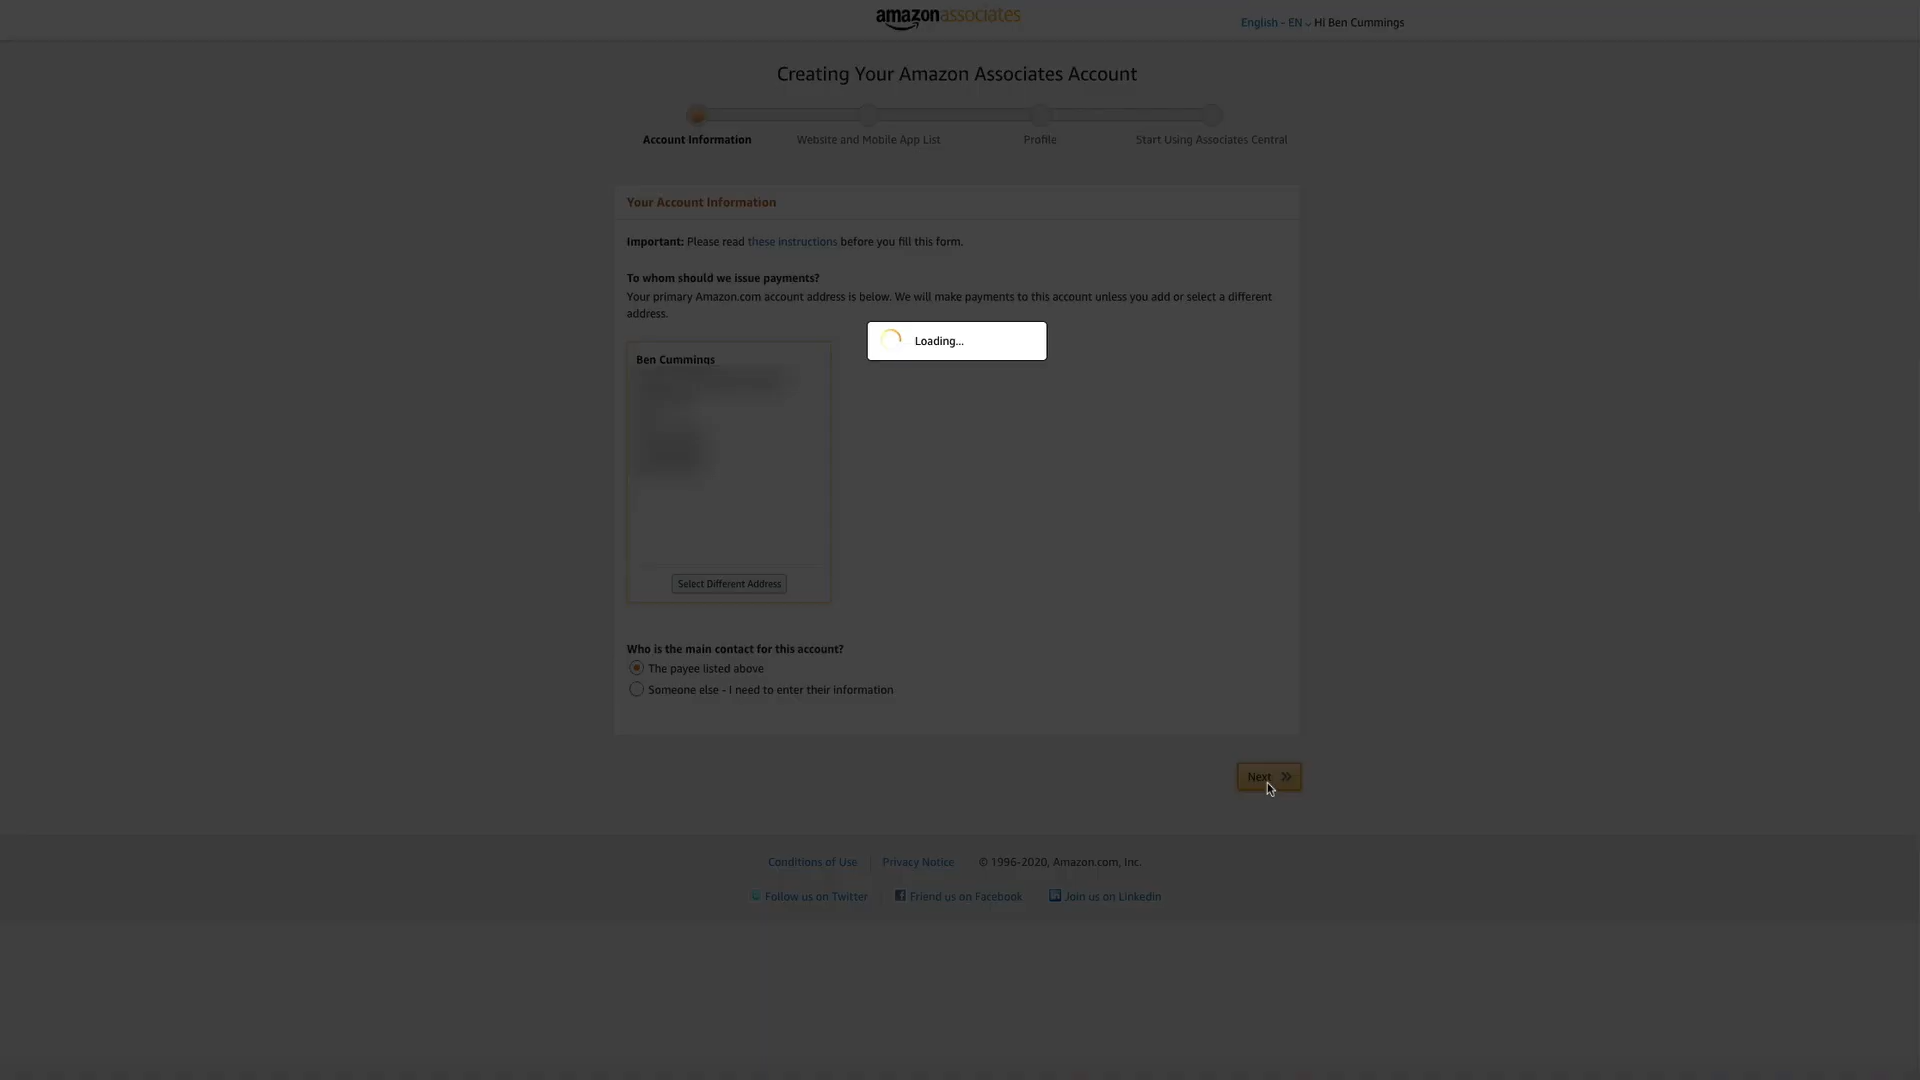 amazonassociates
English - EN Hi Ben Cummings
Creating Your Amazon Associates Account
Account Information
Website and Mobile App List
Profile
Start Using Associates Central
Your Account Information
Important: Please read these instructions before you fill this form.
To whom should we issue payments?
Your primary Amazon.com account address is below. We will make payments to this account unless you add or select a different
address.
Loading...
Ben Cummings
Select Different Address
Who is the main contact for this account?
The payee listed above
Someone else - I need to enter their information
Next
Conditions of Use
Privacy Notice
© 1996-2020, Amazon.com, Inc.
Follow us on Twitter
Friend us on Facebook
Join us on Linkedin